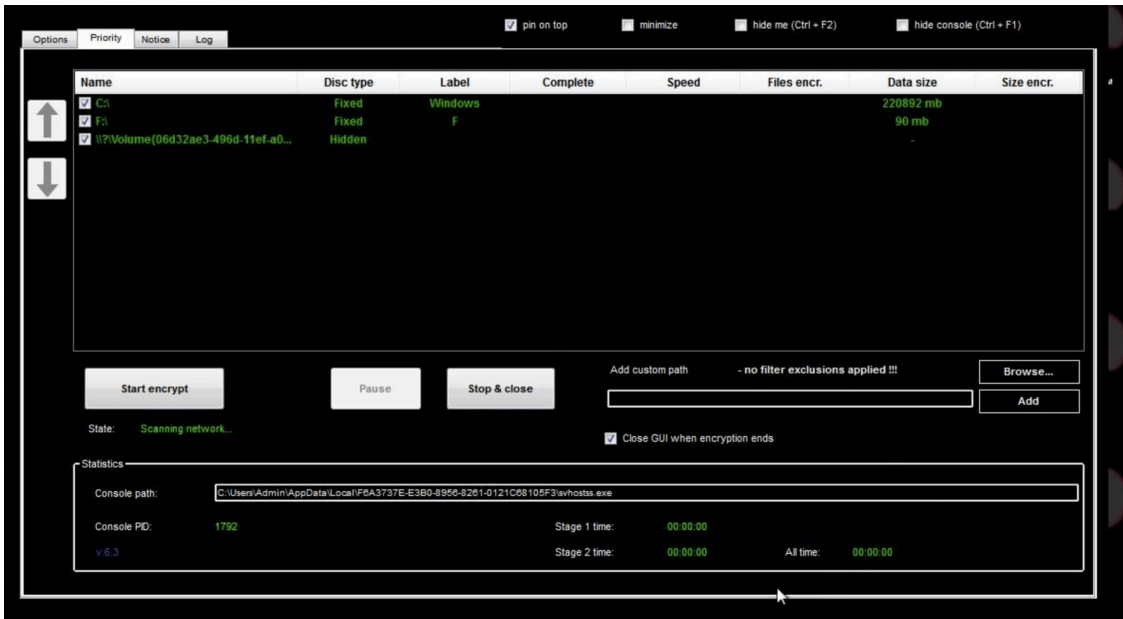 pin on top minimize hide me (Ctrl + F2) hide console (Ctrl + F1)
Options Priority Notice Log
Name Disc type Label Complete Speed Files encr. Data size Size encr.
C:\ Fixed Windows 220892 mb
F:\ Fixed F 90 mb
\\?\Volume{06d32ae3-496d-11ef-a0... Hidden -
Add custom path - no filter exclusions applied !!! Browse...
Start encrypt Pause Stop & close Add
State: Scanning network...
Close GUI when encryption ends
Statistics
Console path: C:\Users\Admin\AppData\Local\F6A3737E-E3B0-8956-8261-0121C68105F3\svhostss.exe
Console PID: 1792 Stage 1 time: 00:00:00
v:6.3 Stage 2 time: 00:00:00 All time: 00:00:00